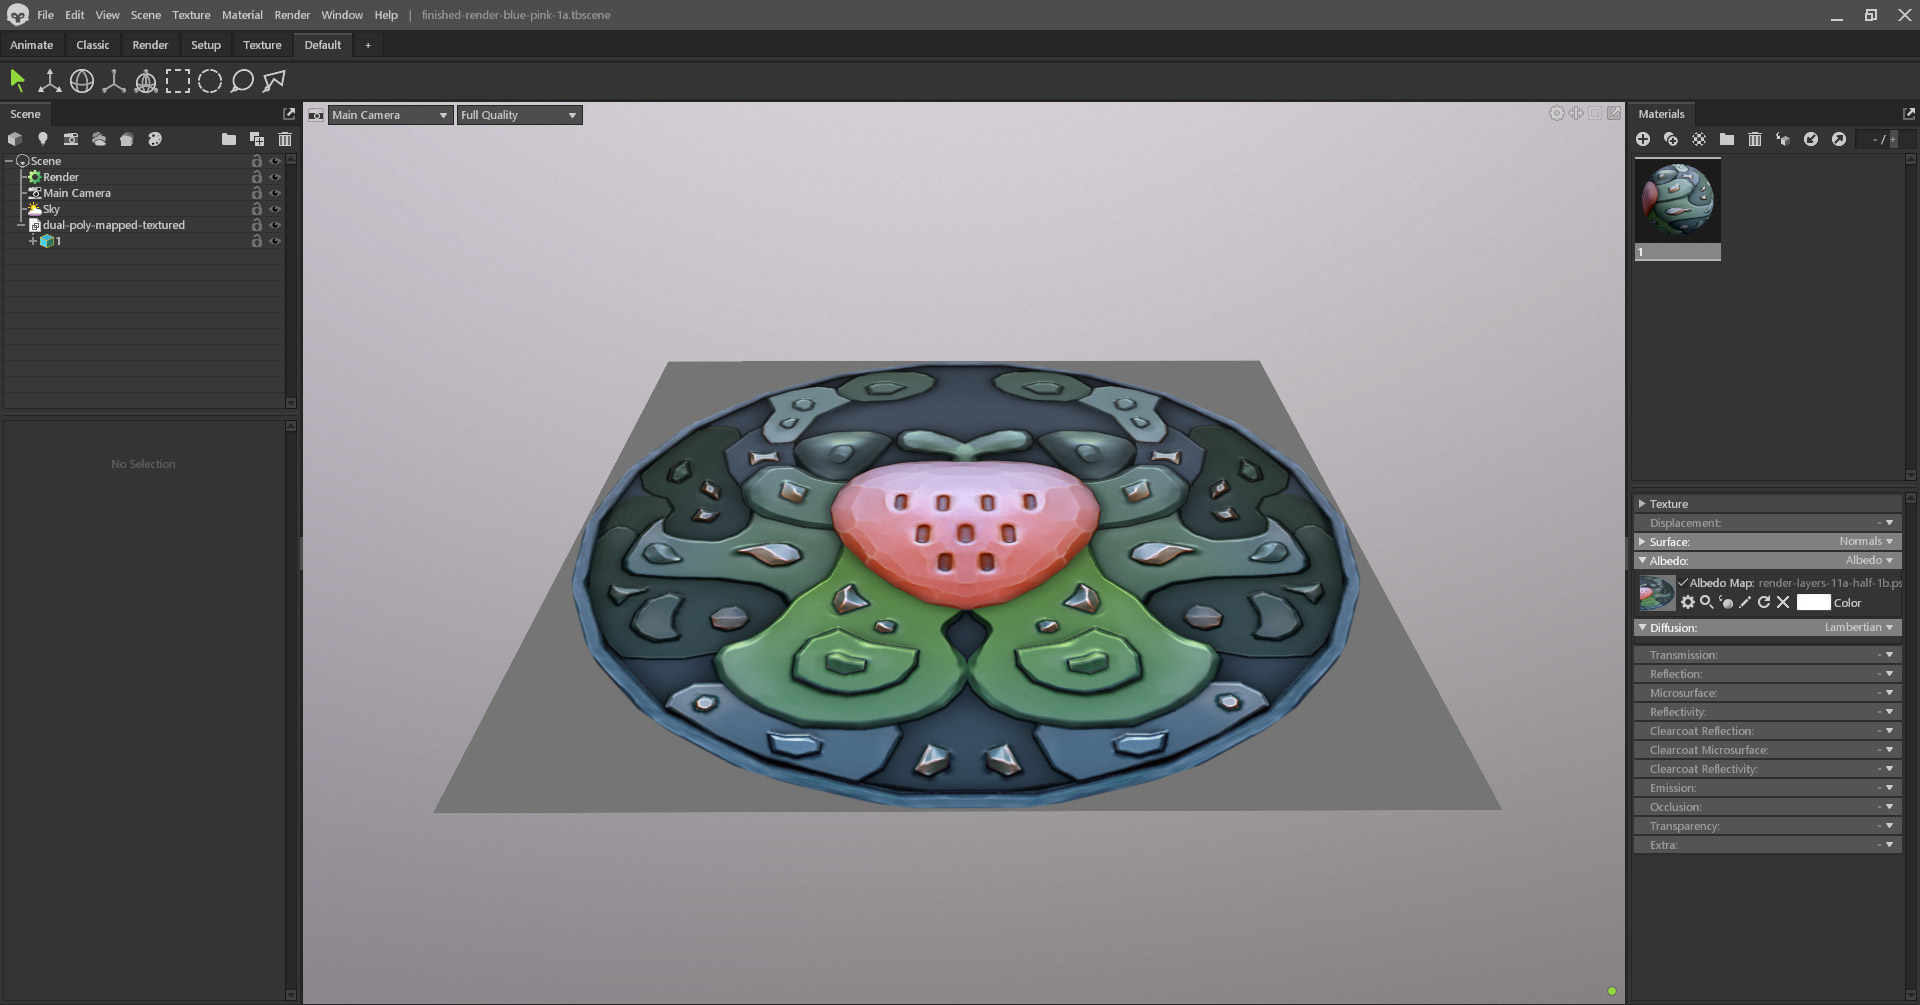 File Edit View Scene Texture Material Render Window Help | finished-render-blue-pink-1a.tbscene
Animate Classic Render Setup Texture Default +
Scene
Main Camera Full Quality
Materials
- /
Scene
Render
Main Camera
Sky
dual-poly-mapped-textured
1
1
No Selection
Texture
Displacement: -
Surface: Normals
Albedo: Albedo
Albedo Map: render-layers-11a-half-1b.ps
Color
Diffusion: Lambertian
Transmission: -
Reflection: -
Microsurface: -
Reflectivity: -
Clearcoat Reflection: -
Clearcoat Microsurface: -
Clearcoat Reflectivity: -
Emission: -
Occlusion: -
Transparency: -
Extra: -